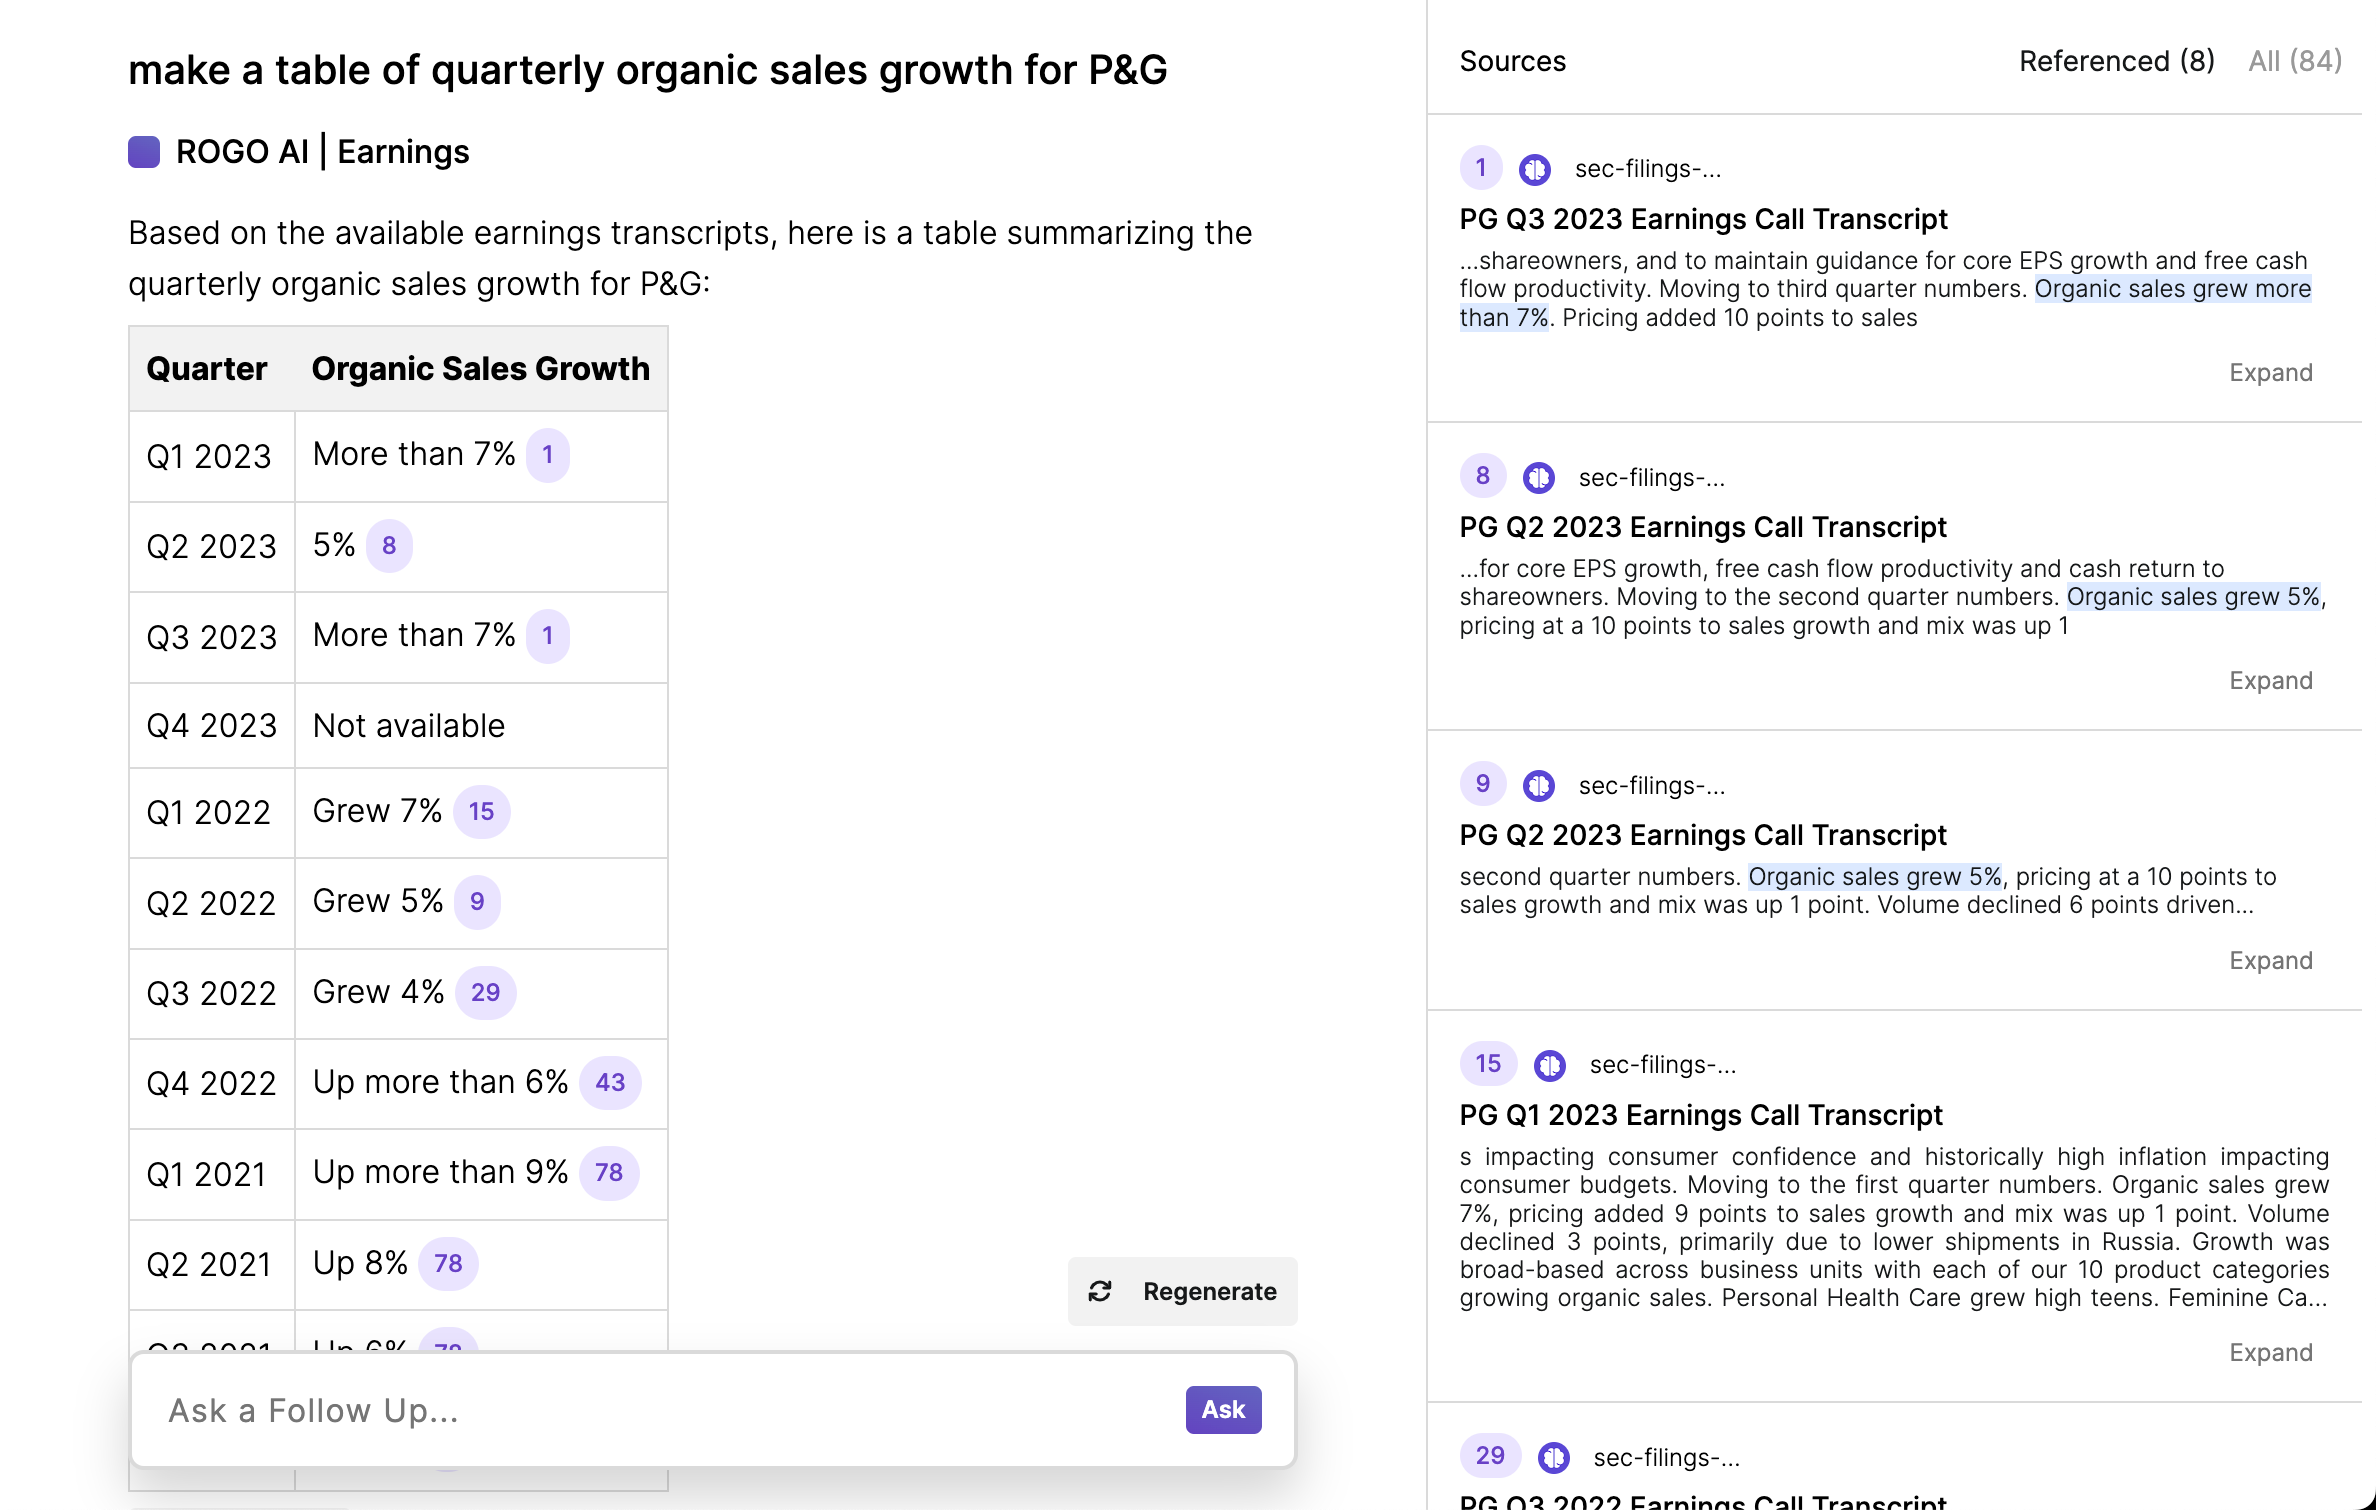 make a table of quarterly organic sales growth for P&G
ROGO AI | Earnings
Based on the available earnings transcripts, here is a table summarizing the
quarterly organic sales growth for P&G:
Quarter Organic Sales Growth
Q1 2023 More than 7% 1
Q2 2023 5% 8
Q3 2023 More than 7% 1
Q4 2023 Not available
Q1 2022 Grew 7% 15
Q2 2022 Grew 5% 9
Q3 2022 Grew 4% 29
Q4 2022 Up more than 6% 43
Q1 2021 Up more than 9% 78
Q2 2021 Up 8% 78
Regenerate
Ask a Follow Up...
Ask
Sources
Referenced (8) All (84)
1 sec-filings-...
PG Q3 2023 Earnings Call Transcript
...shareowners, and to maintain guidance for core EPS growth and free cash
flow productivity. Moving to third quarter numbers. Organic sales grew more
than 7%. Pricing added 10 points to sales
Expand
8 sec-filings-...
PG Q2 2023 Earnings Call Transcript
...for core EPS growth, free cash flow productivity and cash return to
shareowners. Moving to the second quarter numbers. Organic sales grew 5%,
pricing at a 10 points to sales growth and mix was up 1
Expand
9 sec-filings-...
PG Q2 2023 Earnings Call Transcript
second quarter numbers. Organic sales grew 5%, pricing at a 10 points to
sales growth and mix was up 1 point. Volume declined 6 points driven...
Expand
15 sec-filings-...
PG Q1 2023 Earnings Call Transcript
s impacting consumer confidence and historically high inflation impacting
consumer budgets. Moving to the first quarter numbers. Organic sales grew
7%, pricing added 9 points to sales growth and mix was up 1 point. Volume
declined 3 points, primarily due to lower shipments in Russia. Growth was
broad-based across business units with each of our 10 product categories
growing organic sales. Personal Health Care grew high teens. Feminine Ca...
Expand
29 sec-filings-...
PG Q3 2022 Earnings Call Transcript